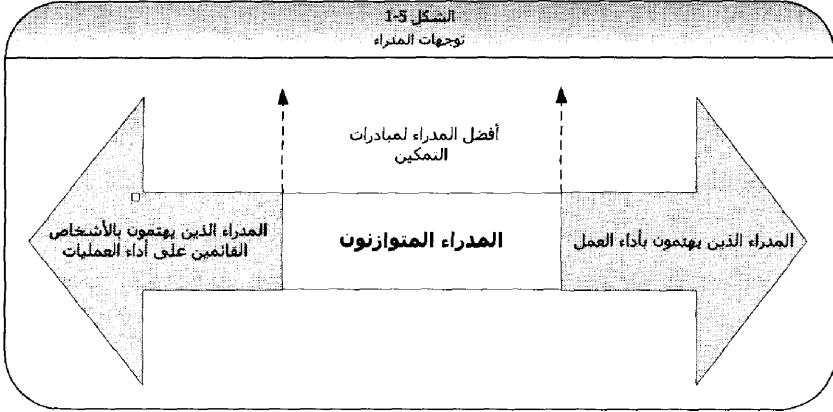 الشكل 5-1
توجهات المدراء
أفضل المدراء لمبادرات
التمكين
المدراء الذين يهتمون بأداء العمل
المدراء المتوازنون
المدراء الذين يهتمون بالأشخاص
القائمين على أداء العمليات